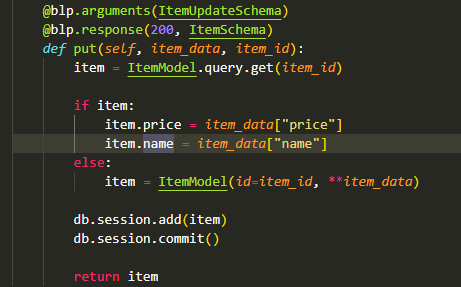 @blp.arguments(ItemUpdateSchema)
@blp.response(200, ItemSchema)
def put(self, item_data, item_id):
    item = ItemModel.query.get(item_id)

    if item:
        item.price = item_data["price"]
        item.name = item_data["name"]
    else:
        item = ItemModel(id=item_id, **item_data)

    db.session.add(item)
    db.session.commit()

    return item